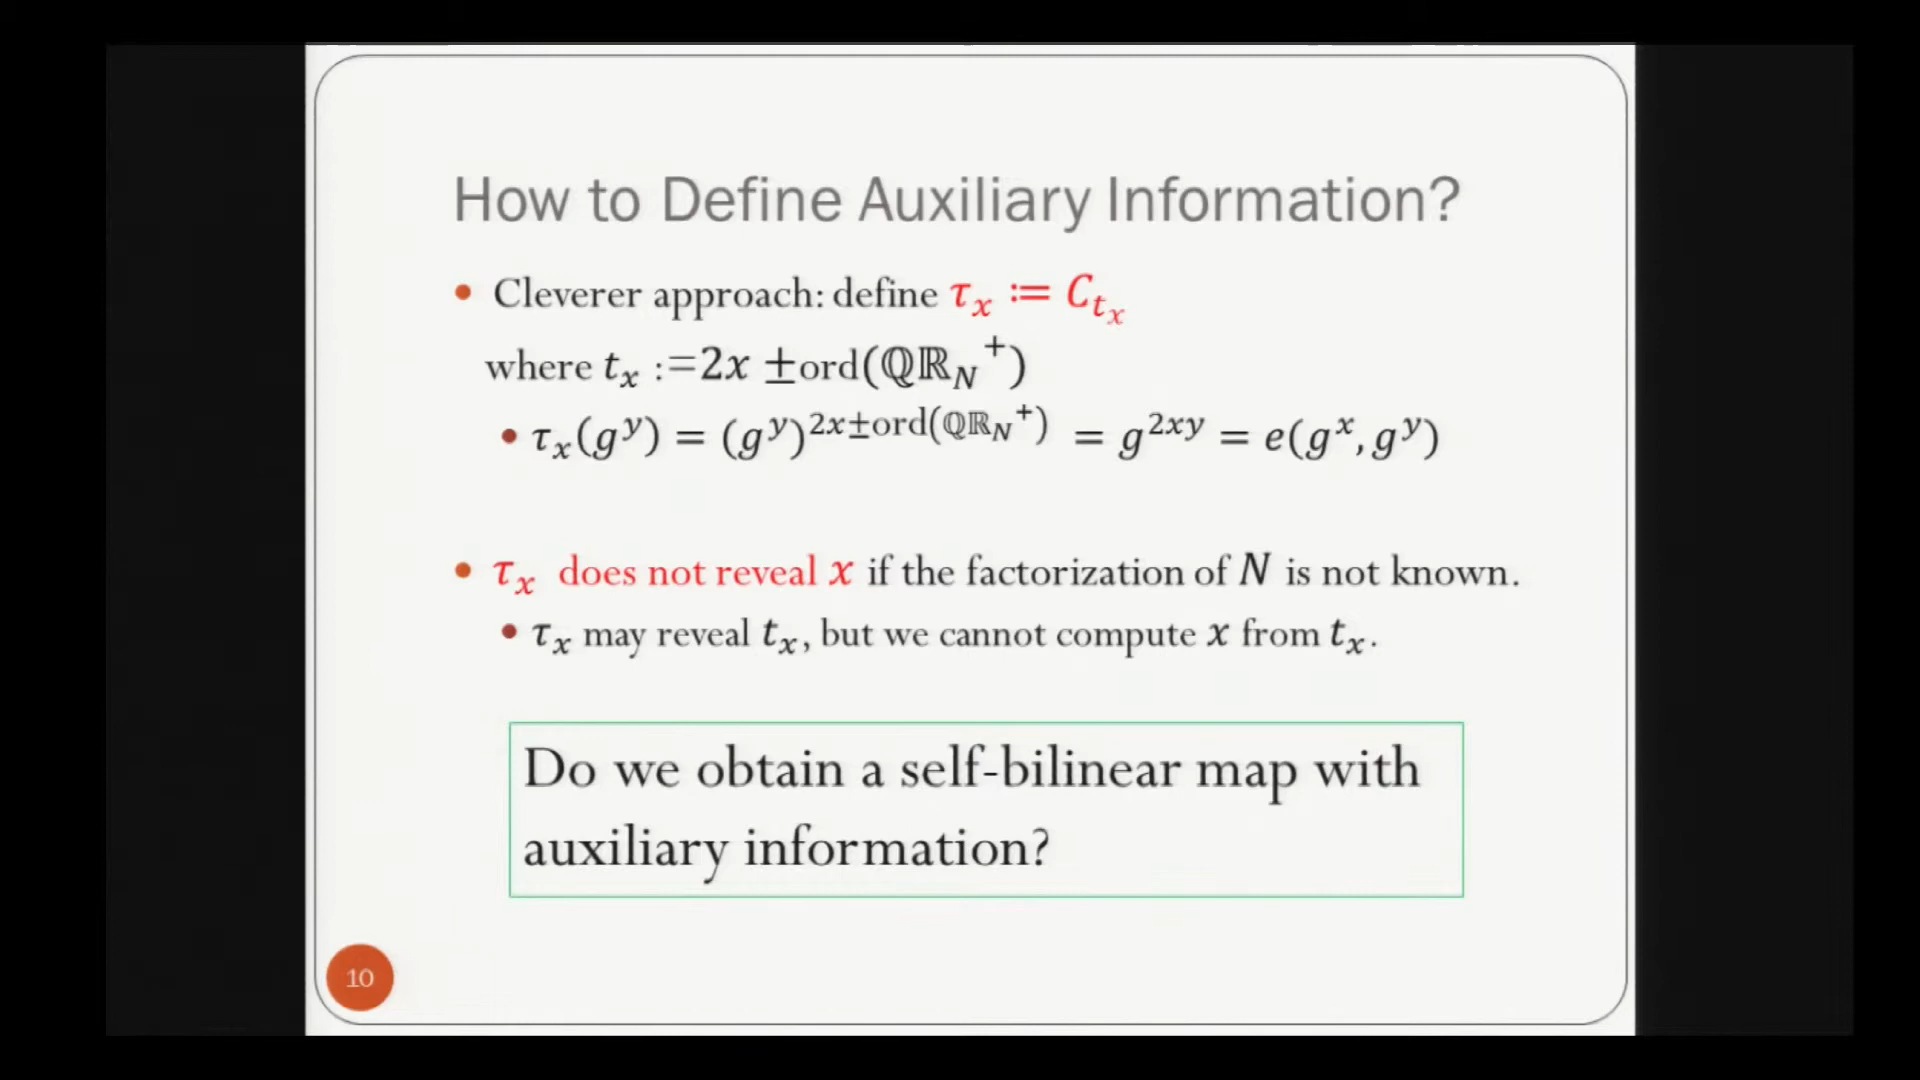 How to Define Auxiliary Information?
• Cleverer approach: define τₓ := C_{tₓ}
where tₓ :=2x ±ord(ℚℝ_N⁺)
• τₓ(g^y) = (g^y)^{2x±ord(ℚℝ_N⁺)} = g^{2xy} = e(g^x, g^y)
• τₓ does not reveal x if the factorization of N is not known.
• τₓ may reveal tₓ, but we cannot compute x from tₓ.
Do we obtain a self-bilinear map with
auxiliary information?
10